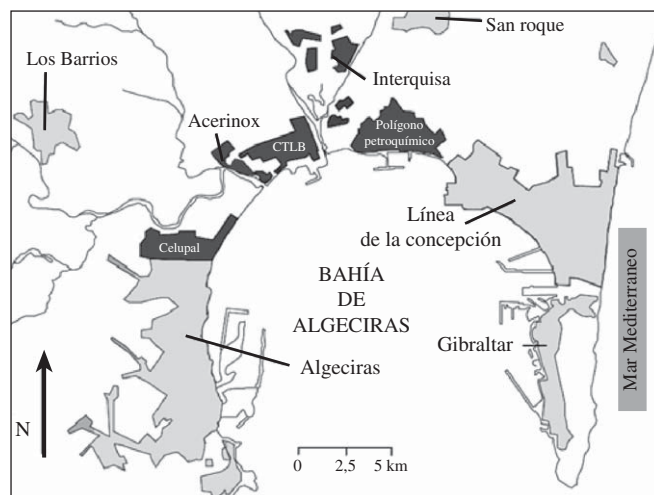 San roque
Los Barrios
Interquisa
Acerinox
CTLB
Polígono
petroquímico
Línea
de la concepción
Celupal
BAHÍA
DE
ALGECIRAS
Mar Mediterraneo
Gibraltar
Algeciras
N
0 2,5 5 km